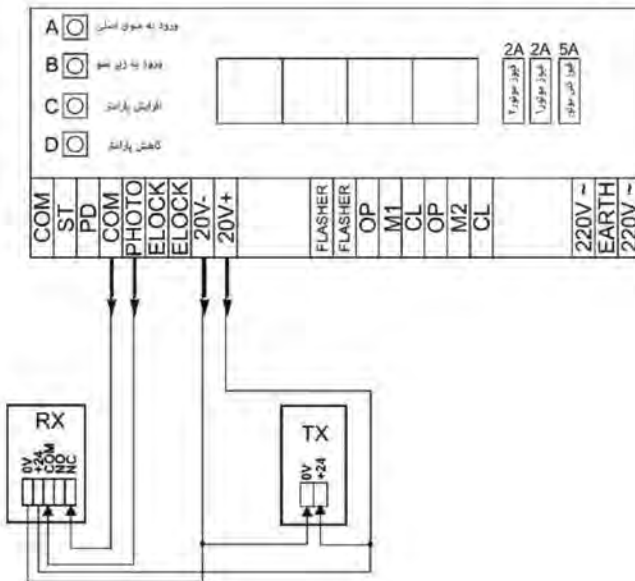 A ورود به منوی اصلی
B ورود به زیر منو
C افزایش پارامتر
D کاهش پارامتر
2A 2A 5A
فیوز موتور۲
فیوز موتور۱
فیوز کل موتور
COM
ST
PD
COM
PHOTO
ELOCK
ELOCK
20V-
20V+
FLASHER
FLASHER
OP
M1
CL
OP
M2
CL
220V ~
EARTH
220V ~
RX
0V
+24
COM
NO
NC
TX
0V
+24